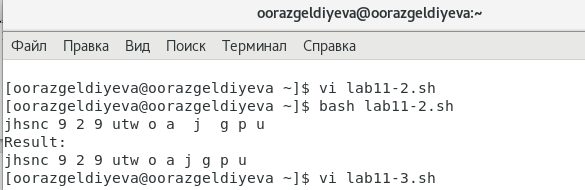 oorazgeldiyeva@oorazgeldiyeva:~
Файл Правка Вид Поиск Терминал Справка
[oorazgeldiyeva@oorazgeldiyeva ~]$ vi lab11-2.sh
[oorazgeldiyeva@oorazgeldiyeva ~]$ bash lab11-2.sh
jhsnc 9 2 9 utw o a  j  g p u
Result:
jhsnc 9 2 9 utw o a j g p u
[oorazgeldiyeva@oorazgeldiyeva ~]$ vi lab11-3.sh